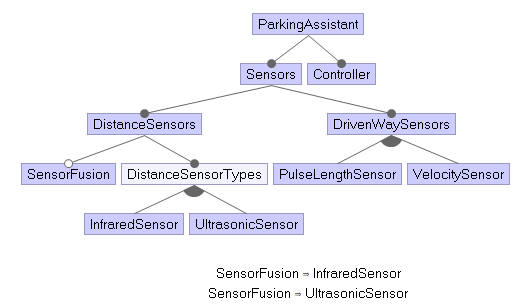 ParkingAssistant
Sensors Controller
DistanceSensors DrivenWaySensors
SensorFusion DistanceSensorTypes PulseLengthSensor VelocitySensor
InfraredSensor UltrasonicSensor
SensorFusion ⇒ InfraredSensor
SensorFusion ⇒ UltrasonicSensor